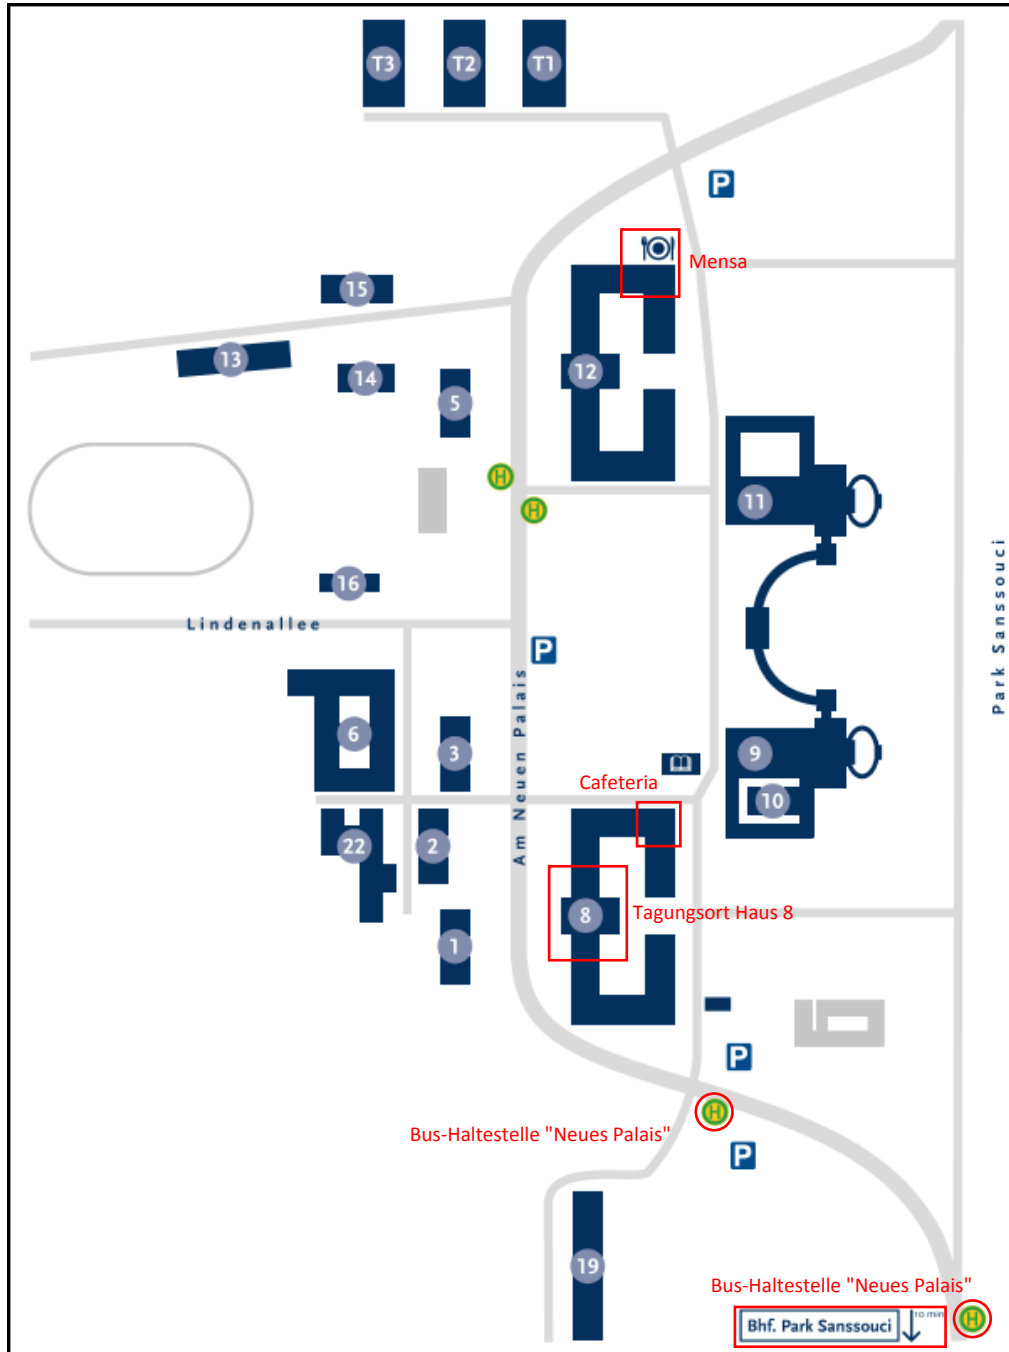 T3
T2
T1
P
Mensa
15
13
14
12
5
H
11
H
16
Lindenallee
P
Park Sanssouci
6
3
Am Neuen Palais
9
Cafeteria
10
22
2
8
Tagungsort Haus 8
1
P
H
Bus-Haltestelle "Neues Palais"
P
19
Bus-Haltestelle "Neues Palais"
Bhf. Park Sanssouci
10 min
H